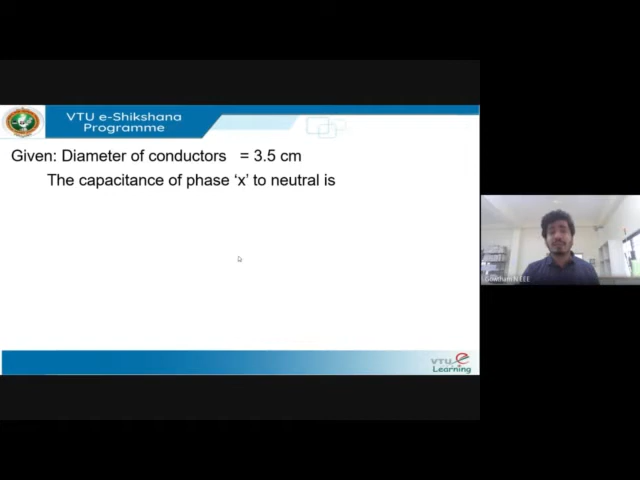 VTU e-Shikshana
Programme
Given: Diameter of conductors = 3.5 cm
The capacitance of phase ‘x’ to neutral is
VTU e
Learning